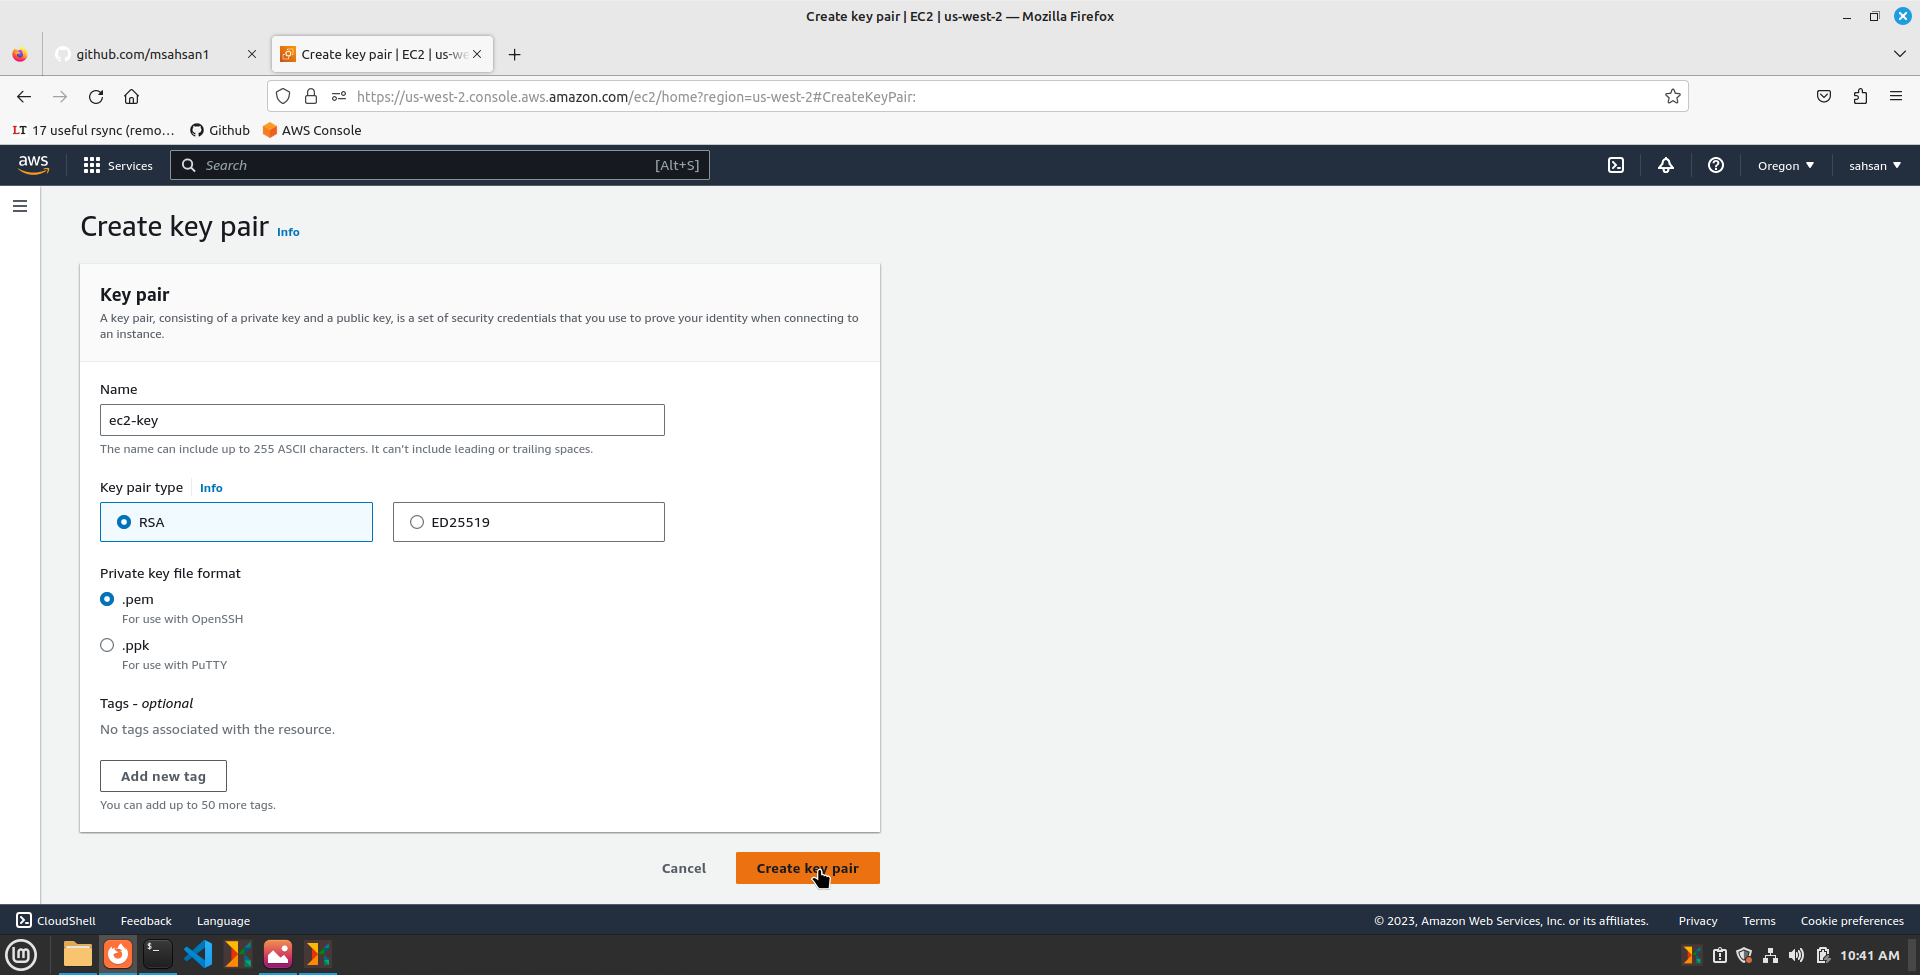 Create key pair | EC2 | us-west-2 — Mozilla Firefox
github.com/msahsan1
Create key pair | EC2 | us-we
https://us-west-2.console.aws.amazon.com/ec2/home?region=us-west-2#CreateKeyPair:
LT 17 useful rsync (remo... Github AWS Console
aws Services Search [Alt+S] Oregon sahsan
Create key pair Info
Key pair
A key pair, consisting of a private key and a public key, is a set of security credentials that you use to prove your identity when connecting to
an instance.
Name
ec2-key
The name can include up to 255 ASCII characters. It can't include leading or trailing spaces.
Key pair type Info
RSA ED25519
Private key file format
.pem
For use with OpenSSH
.ppk
For use with PuTTY
Tags - optional
No tags associated with the resource.
Add new tag
You can add up to 50 more tags.
Cancel Create key pair
CloudShell Feedback Language © 2023, Amazon Web Services, Inc. or its affiliates. Privacy Terms Cookie preferences
10:41 AM